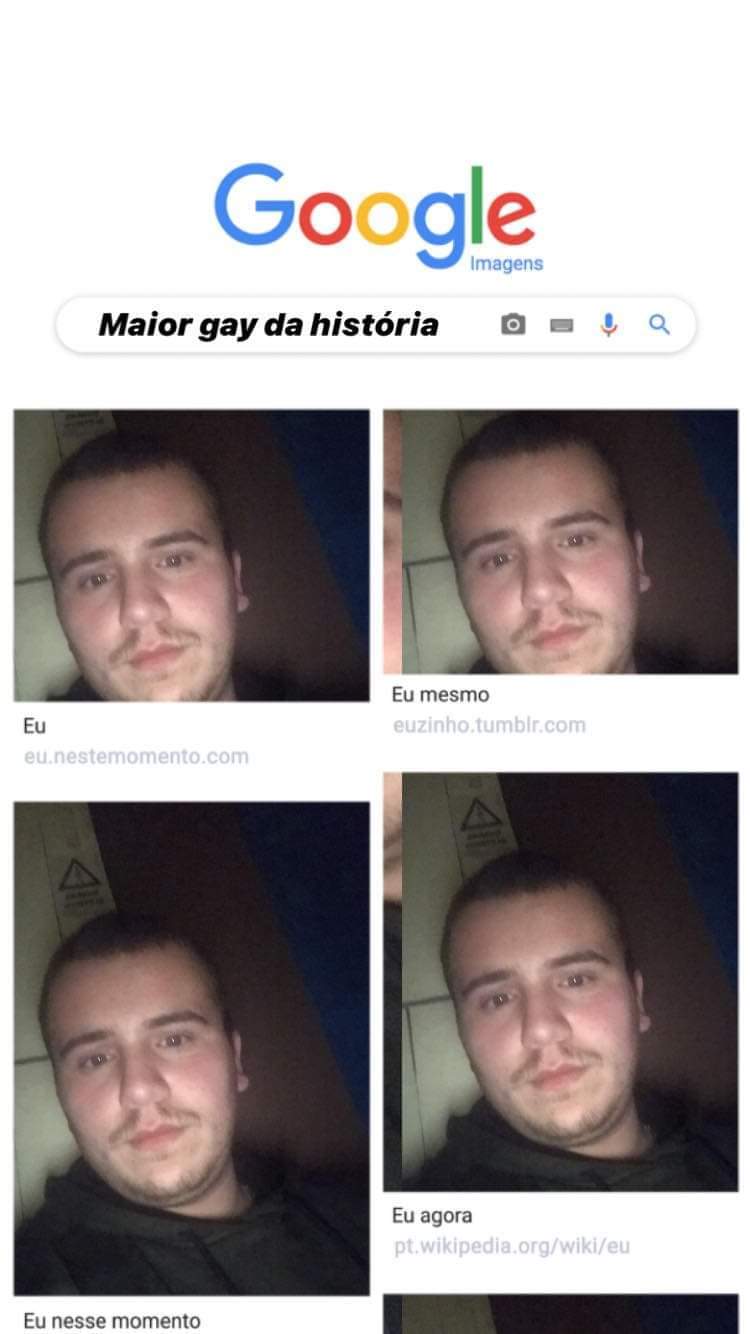 Google
Imagens
Maior gay da história
Eu
eu.nestemomento.com
Eu mesmo
euzinho.tumblr.com
Eu agora
pt.wikipedia.org/wiki/eu
Eu nesse momento